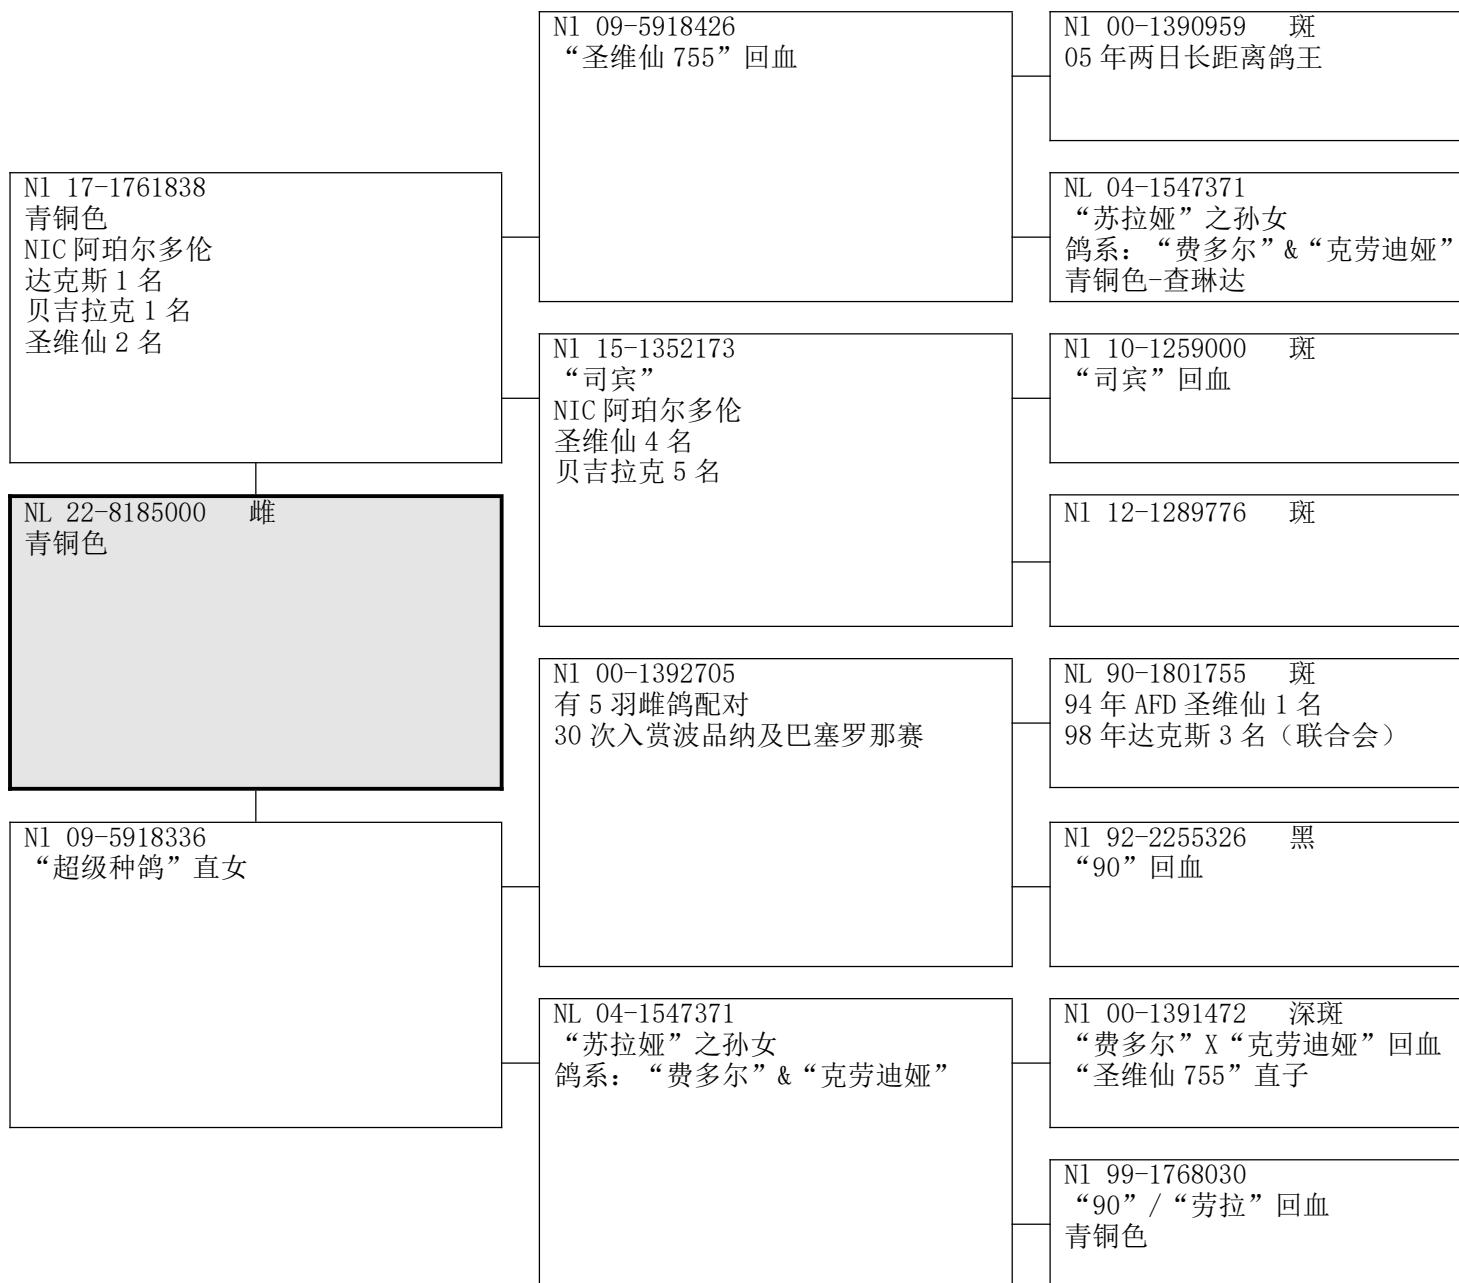 Nl 17-1761838
青铜色
NIC 阿珀尔多伦
达克斯 1 名
贝吉拉克 1 名
圣维仙 2 名
NL 22-8185000 雌
青铜色
Nl 09-5918336
“超级种鸽”直女
Nl 09-5918426
“圣维仙 755”回血
Nl 15-1352173
“司宾”
NIC 阿珀尔多伦
圣维仙 4 名
贝吉拉克 5 名
Nl 00-1392705
有 5 羽雌鸽配对
30 次入赏波品纳及巴塞罗那赛
NL 04-1547371
“苏拉娅”之孙女
鸽系：“费多尔”&“克劳迪娅”
Nl 00-1390959 斑
05 年两日长距离鸽王
NL 04-1547371
“苏拉娅”之孙女
鸽系：“费多尔”&“克劳迪娅”
青铜色-查琳达
Nl 10-1259000 斑
“司宾”回血
Nl 12-1289776 斑
NL 90-1801755 斑
94 年 AFD 圣维仙 1 名
98 年达克斯 3 名（联合会）
Nl 92-2255326 黑
“90”回血
Nl 00-1391472 深斑
“费多尔”X“克劳迪娅”回血
“圣维仙 755”直子
Nl 99-1768030
“90”/“劳拉”回血
青铜色